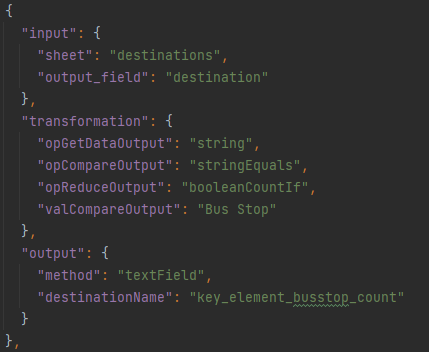 {
  "input": {
    "sheet": "destinations",
    "output_field": "destination"
  },
  "transformation": {
    "opGetDataOutput": "string",
    "opCompareOutput": "stringEquals",
    "opReduceOutput": "booleanCountIf",
    "valCompareOutput": "Bus Stop"
  },
  "output": {
    "method": "textField",
    "destinationName": "key_element_busstop_count"
  }
},